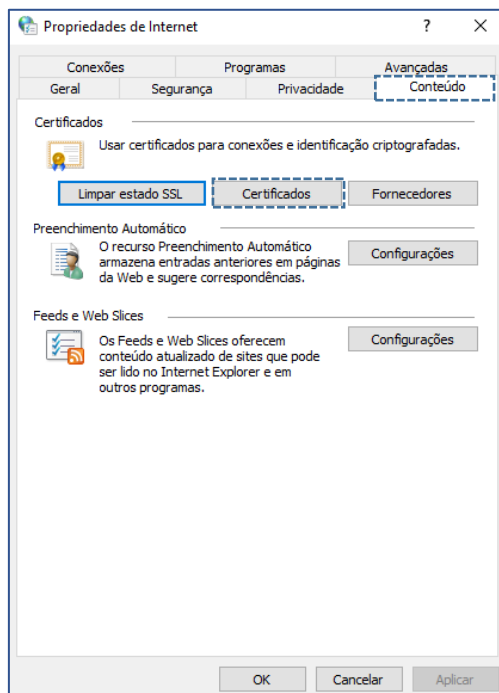 Propriedades de Internet
?
Conexões
Programas
Avançadas
Geral
Segurança
Privacidade
Conteúdo
Certificados
Usar certificados para conexões e identificação criptografadas.
Limpar estado SSL
Certificados
Fornecedores
Preenchimento Automático
O recurso Preenchimento Automático
armazena entradas anteriores em páginas
da Web e sugere correspondências.
Configurações
Feeds e Web Slices
Os Feeds e Web Slices oferecem
conteúdo atualizado de sites que pode
ser lido no Internet Explorer e em
outros programas.
Configurações
OK
Cancelar
Aplicar